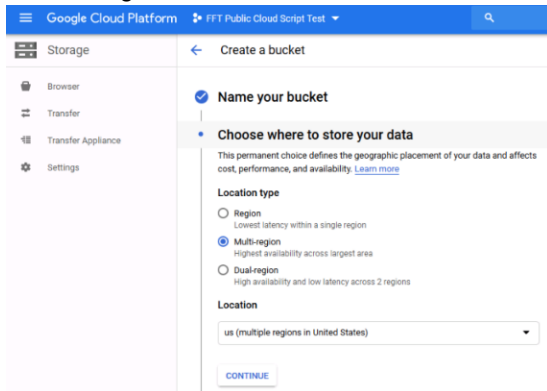 Google Cloud Platform FFT Public Cloud Script Test
Storage
Create a bucket
Browser
Transfer
Transfer Appliance
Settings
Name your bucket
Choose where to store your data
This permanent choice defines the geographic placement of your data and affects
cost, performance, and availability. Learn more
Location type
Region
Lowest latency within a single region
Multi-region
Highest availability across largest area
Dual-region
High availability and low latency across 2 regions
Location
us (multiple regions in United States)
CONTINUE